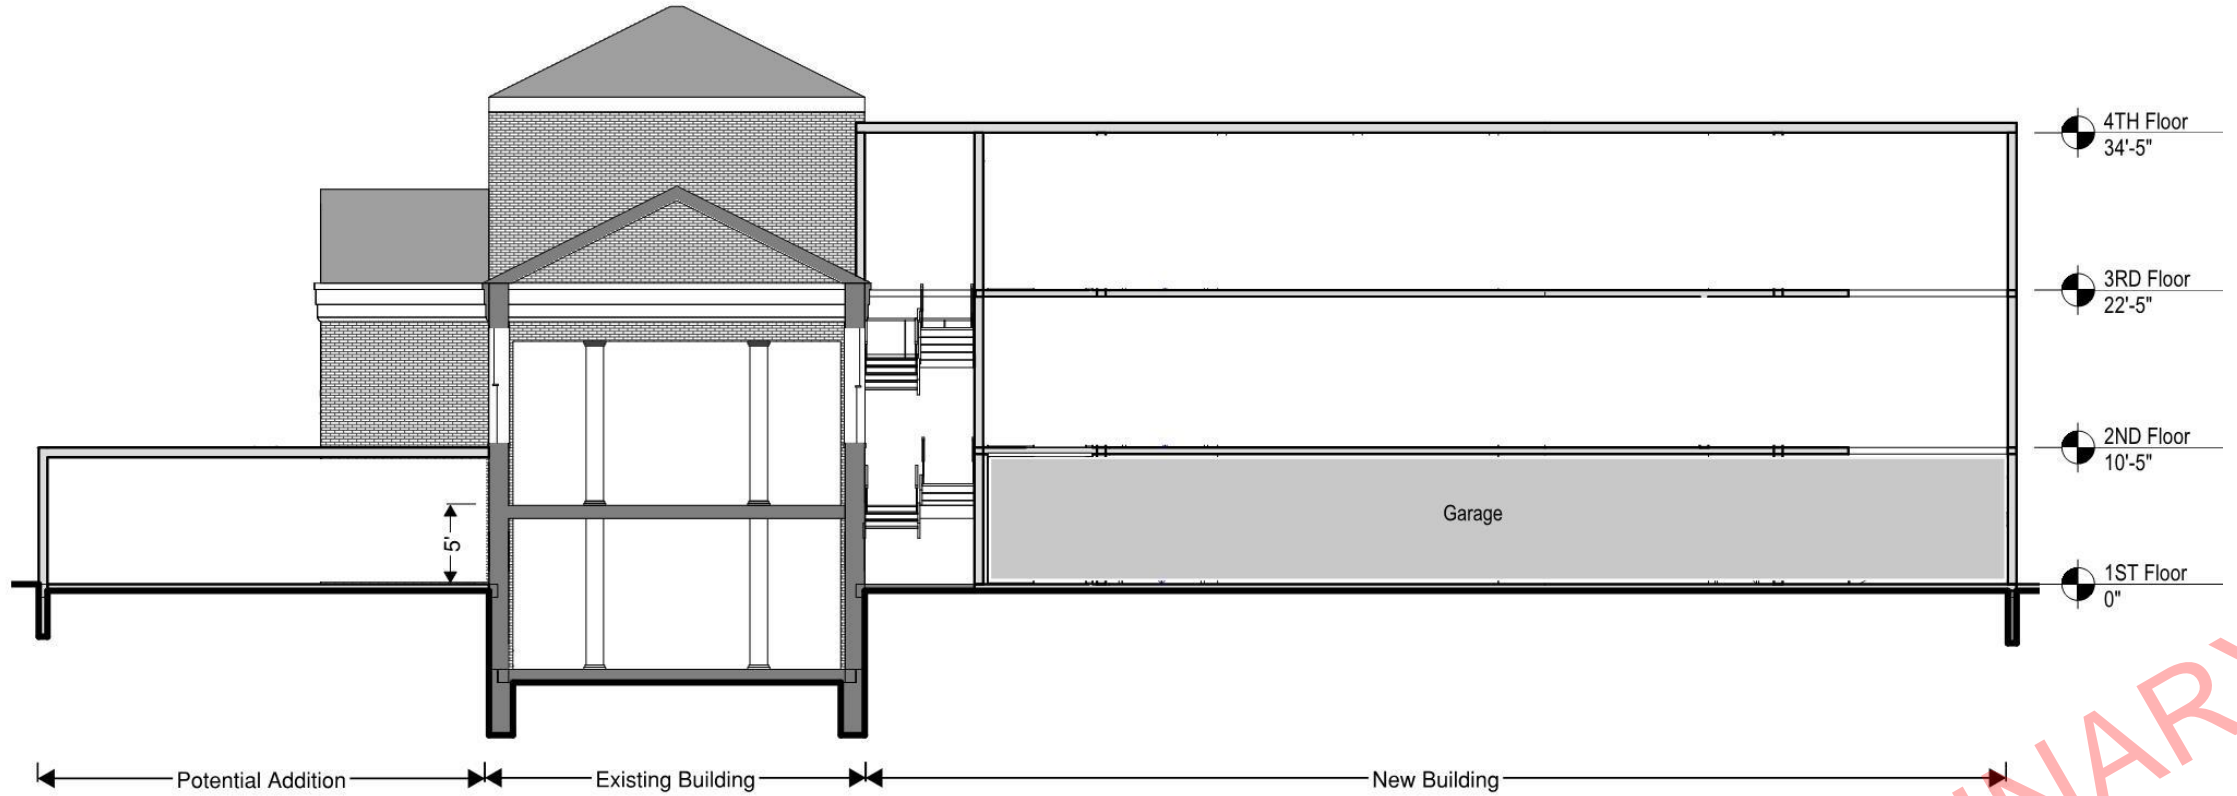 4TH Floor
34'-5"
3RD Floor
22'-5"
2ND Floor
10'-5"
Garage
5'
1ST Floor
0"
Potential Addition
Existing Building
New Building
NARY